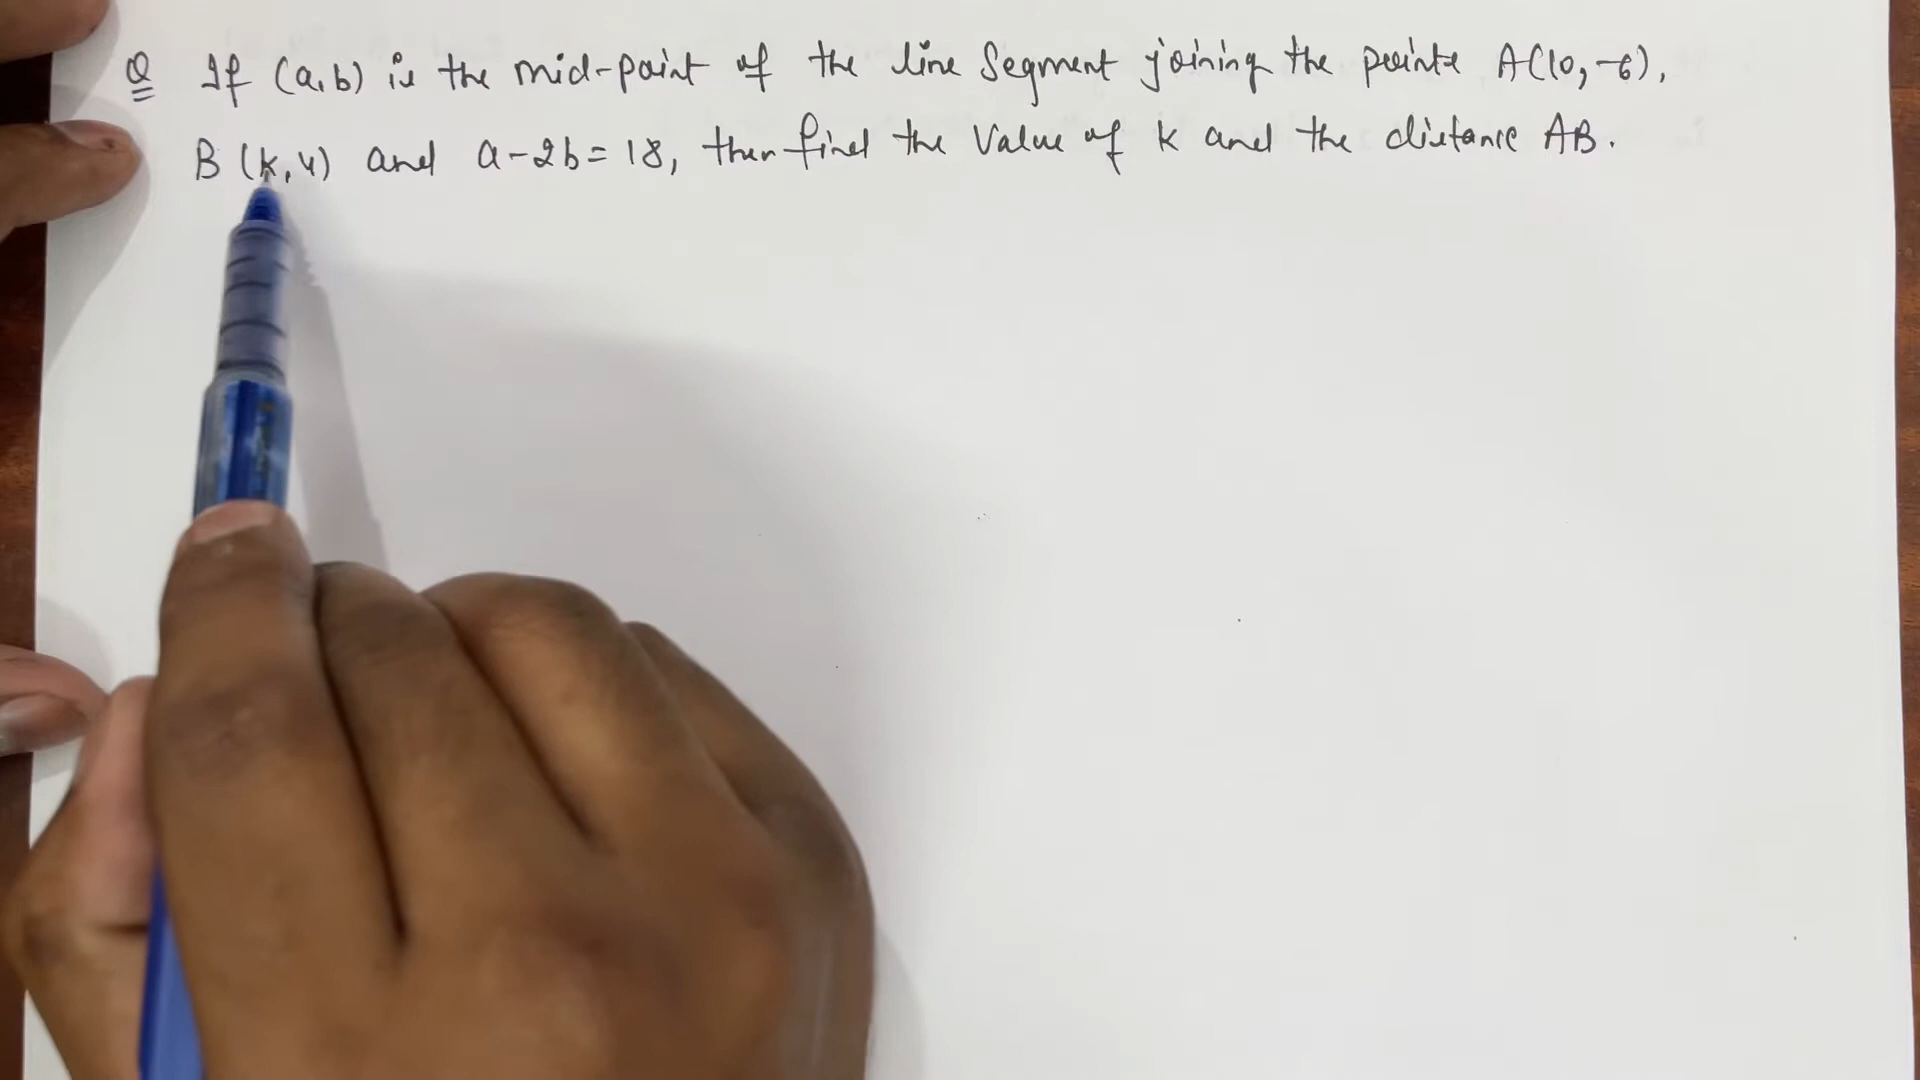 Q If (a,b) is the mid-point of the line Segment joining the points A(10,-6),
B (k,4) and a-2b=18, then find the Value of k and the distance AB.